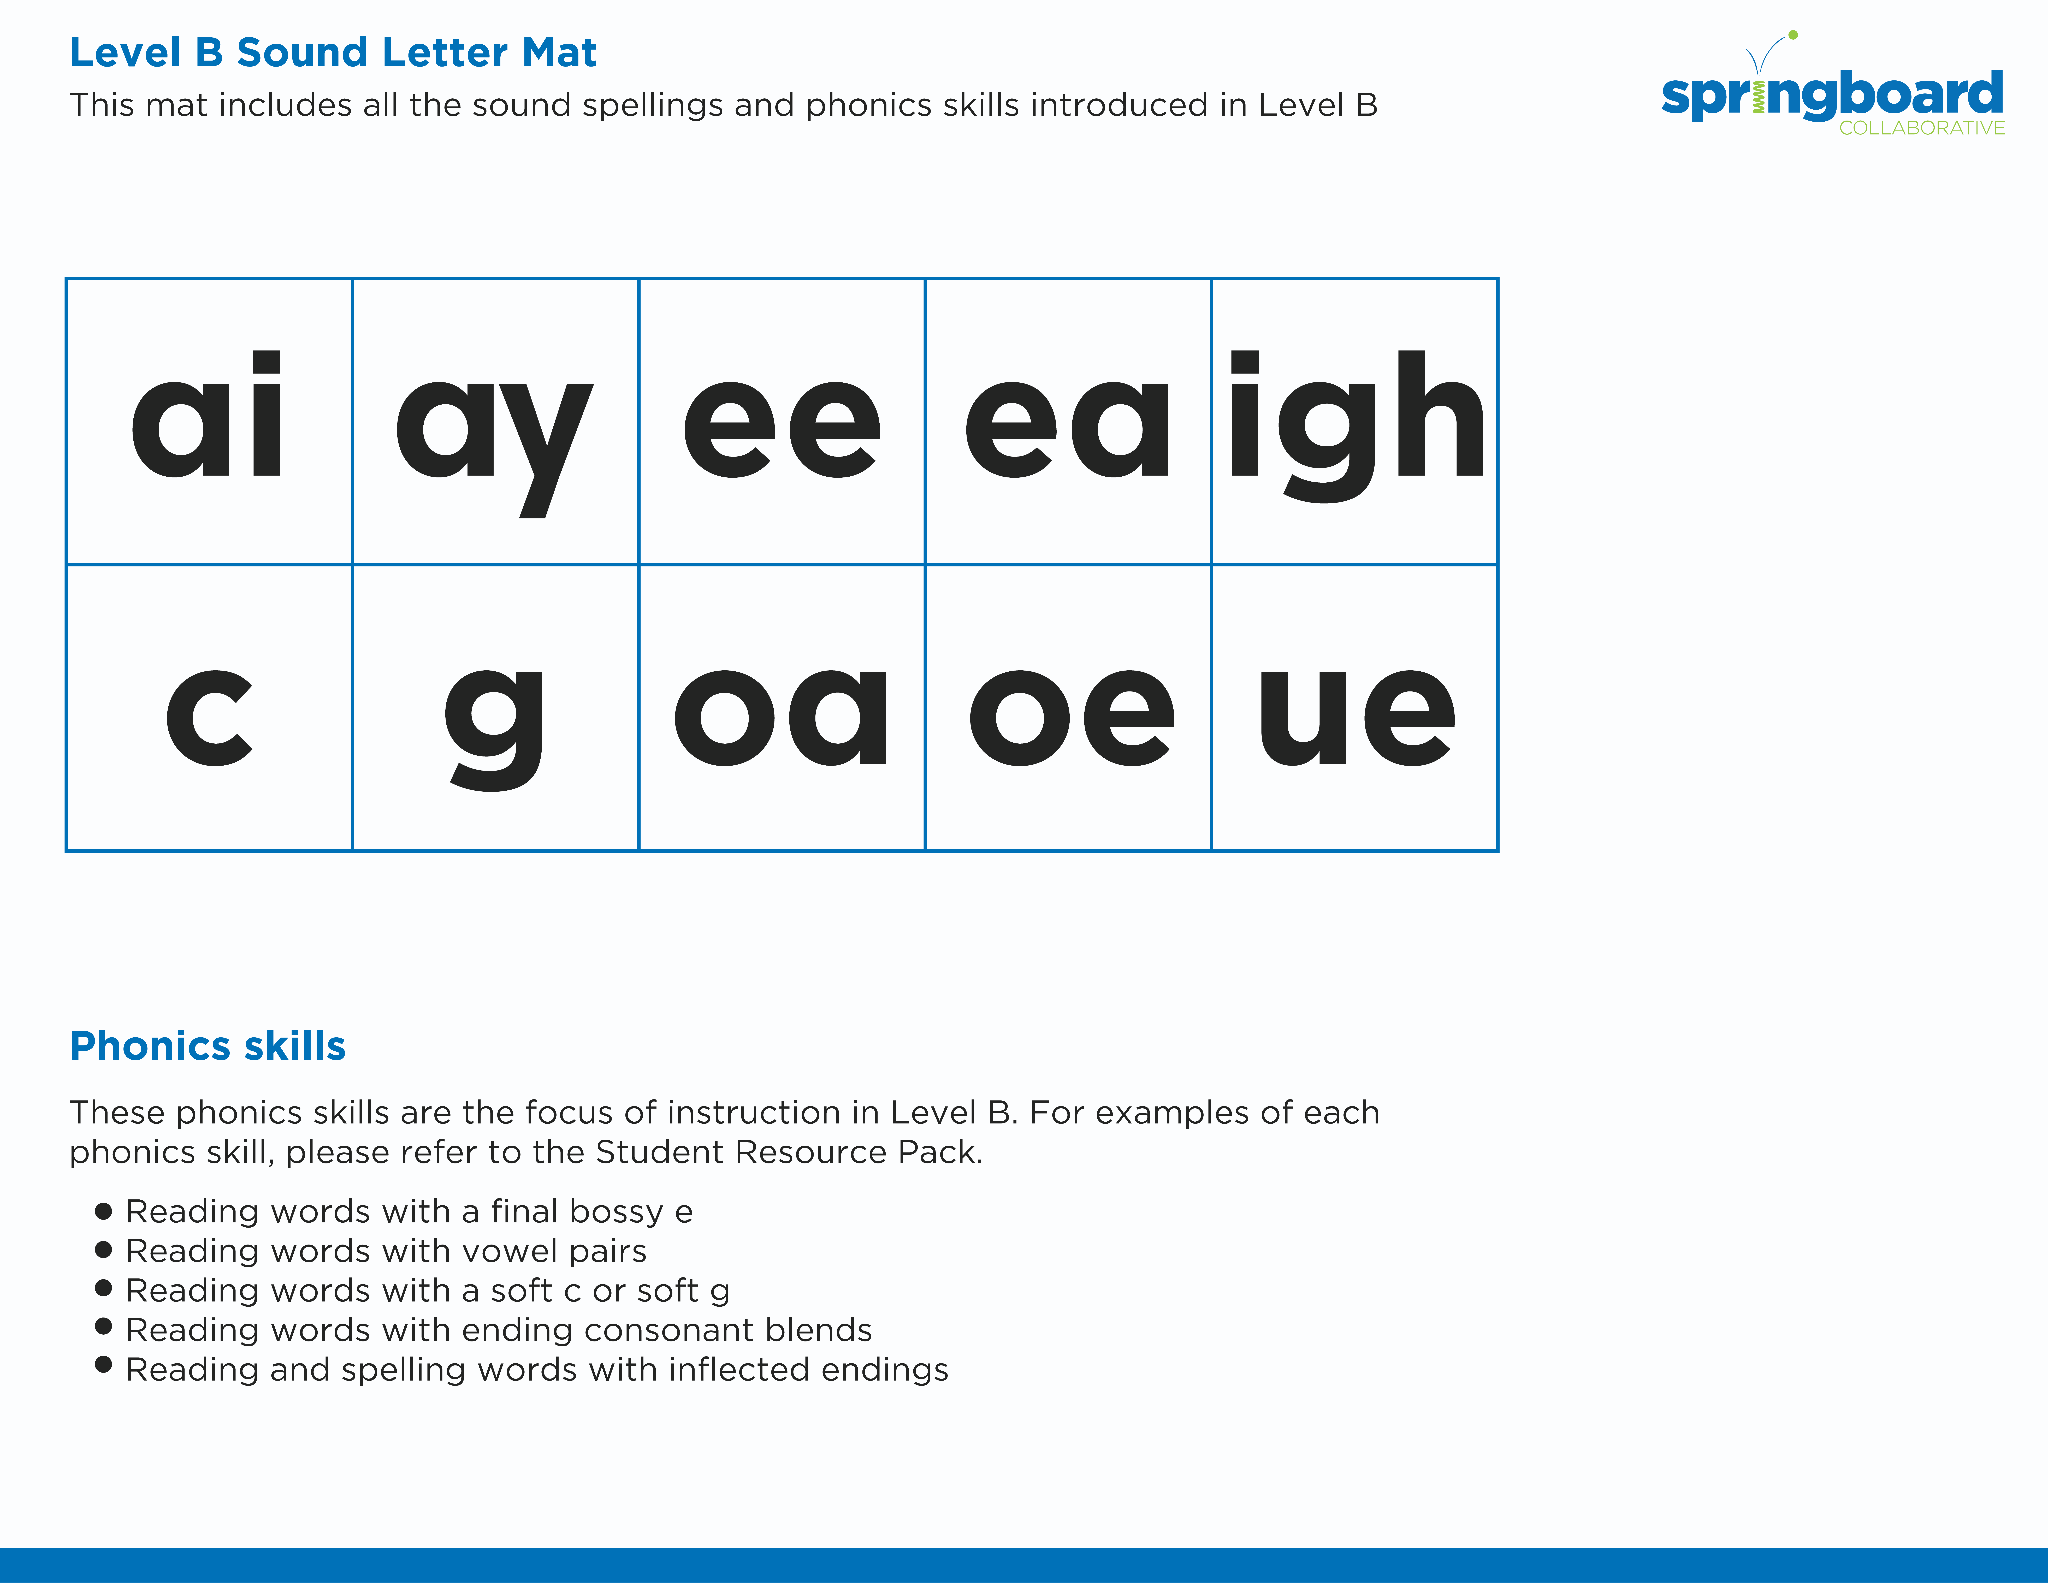 Level B Sound Letter Mat
This mat includes all the sound spellings and phonics skills introduced in Level B
springboard
COLLABORATIVE
ai ay ee ea igh
c g oa oe ue
Phonics skills
These phonics skills are the focus of instruction in Level B. For examples of each
phonics skill, please refer to the Student Resource Pack.
● Reading words with a final bossy e
● Reading words with vowel pairs
● Reading words with a soft c or soft g
● Reading words with ending consonant blends
● Reading and spelling words with inflected endings